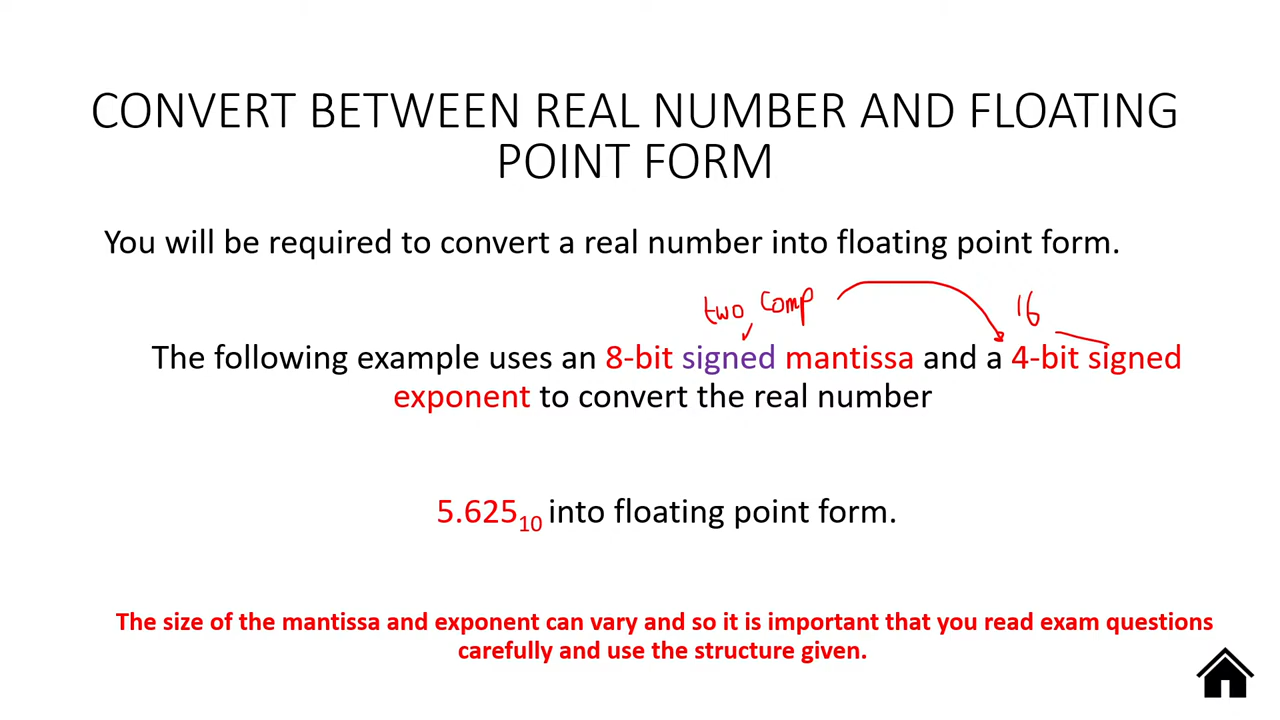 CONVERT BETWEEN REAL NUMBER AND FLOATING
POINT FORM
You will be required to convert a real number into floating point form.
two comp 16
The following example uses an 8-bit signed mantissa and a 4-bit signed
exponent to convert the real number
5.625₁₀ into floating point form.
The size of the mantissa and exponent can vary and so it is important that you read exam questions
carefully and use the structure given.